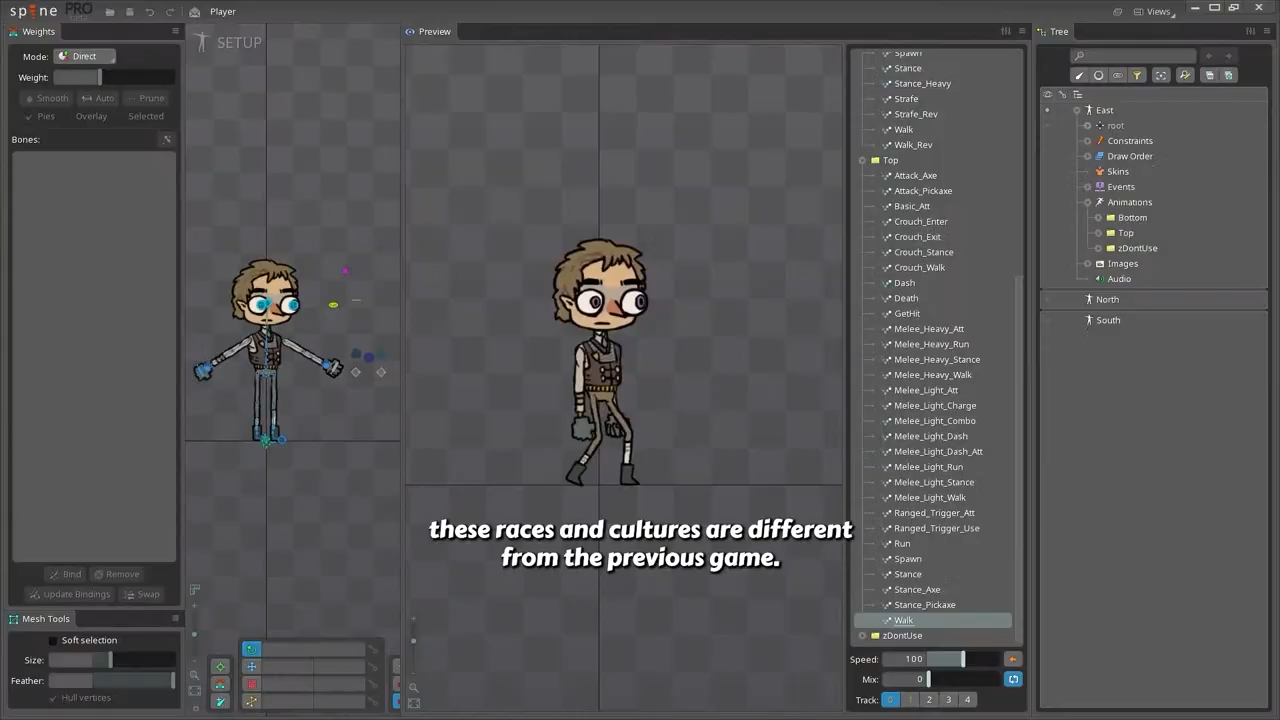 spine PRO
Player
Views
Weights
Mode: Direct
Weight:
Smooth Auto Prune
Pies Overlay Selected
Bones:
Bind Remove
Update Bindings Swap
Mesh Tools
Soft selection
Size:
Feather:
Hull vertices
SETUP
Preview
these races and cultures are different
from the previous game.
Spawn
Stance
Stance_Heavy
Strafe
Strafe_Rev
Walk
Walk_Rev
Top
Attack_Axe
Attack_Pickaxe
Basic_Att
Crouch_Enter
Crouch_Exit
Crouch_Stance
Crouch_Walk
Dash
Death
GetHit
Melee_Heavy_Att
Melee_Heavy_Run
Melee_Heavy_Stance
Melee_Heavy_Walk
Melee_Light_Att
Melee_Light_Charge
Melee_Light_Combo
Melee_Light_Dash
Melee_Light_Dash_Att
Melee_Light_Run
Melee_Light_Stance
Melee_Light_Walk
Ranged_Trigger_Att
Ranged_Trigger_Use
Run
Spawn
Stance
Stance_Axe
Stance_Pickaxe
Walk
zDontUse
Speed: 100
Mix: 0
Track: 0 1 2 3 4
Tree
East
root
Constraints
Draw Order
Skins
Events
Animations
Bottom
Top
zDontUse
Images
Audio
North
South